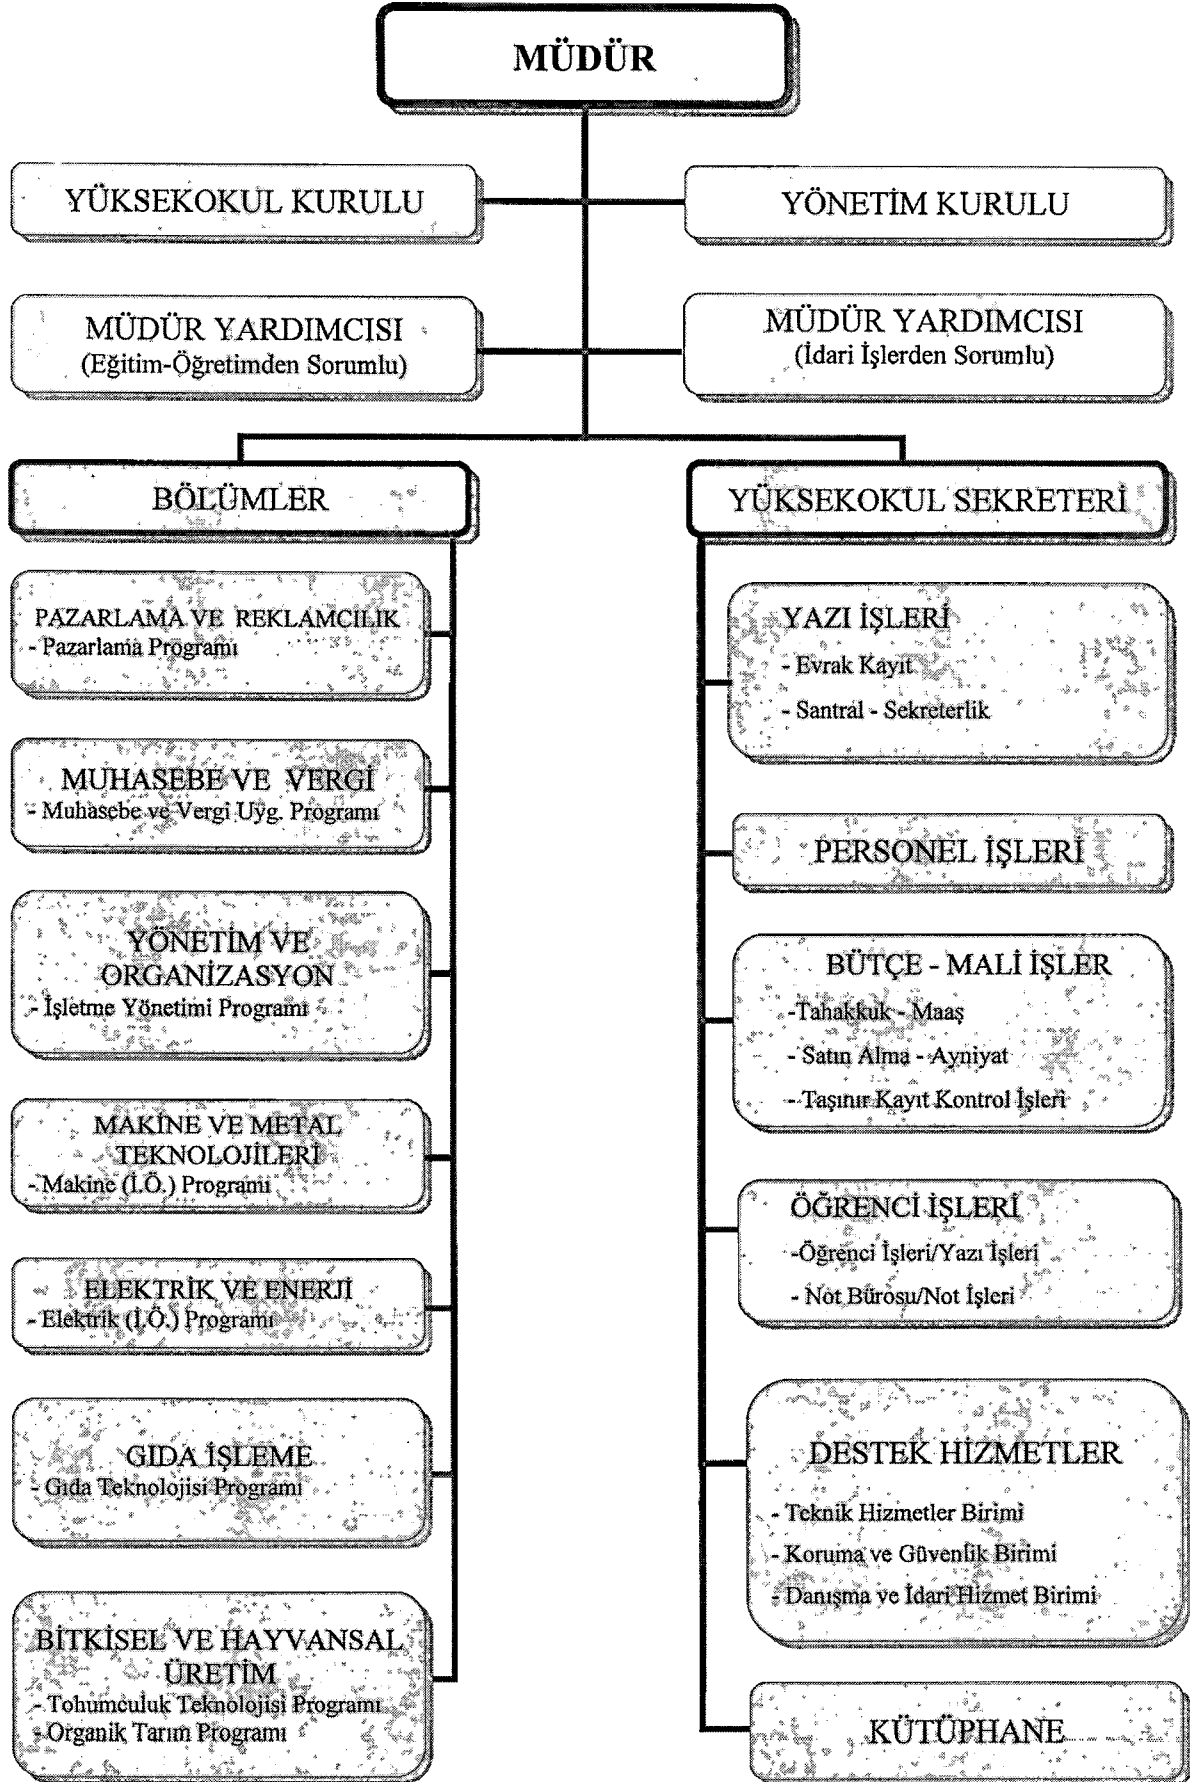 MÜDÜR
YÜKSEKOKUL KURULU
YÖNETİM KURULU
MÜDÜR YARDIMCISI
(Eğitim-Öğretimden Sorumlu)
MÜDÜR YARDIMCISI
(İdari İşlerden Sorumlu)
BÖLÜMLER
PAZARLAMA VE REKLAMCILIK
- Pazarlama Programı
MUHASEBE VE VERGİ
- Muhasebe ve Vergi Uyg. Programı
YÖNETİM VE
ORGANİZASYON
- İşletme Yönetimi Programı
MAKİNE VE METAL
TEKNOLOJİLERİ
- Makine (İ.Ö.) Programı
ELEKTRİK VE ENERJİ
- Elektrik (İ.Ö.) Programı
GIDA İŞLEME
- Gıda Teknolojisi Programı
BİTKİSEL VE HAYVANSAL
ÜRETİM
- Tohumculuk Teknolojisi Programı
- Organik Tarım Programı
YÜKSEKOKUL SEKRETERİ
YAZI İŞLERİ
- Evrak Kayıt
- Santral - Sekreterlik
PERSONEL İŞLERİ
BÜTÇE - MALİ İŞLER
-Tahakkuk - Maaş
- Satın Alma - Ayniyat
- Taşınır Kayıt Kontrol İşleri
ÖĞRENCİ İŞLERİ
-Öğrenci İşleri/Yazı İşleri
- Not Bürosu/Not İşleri
DESTEK HİZMETLER
- Teknik Hizmetler Birimi
- Koruma ve Güvenlik Birimi
- Danışma ve İdari Hizmet Birimi
KÜTÜPHANE